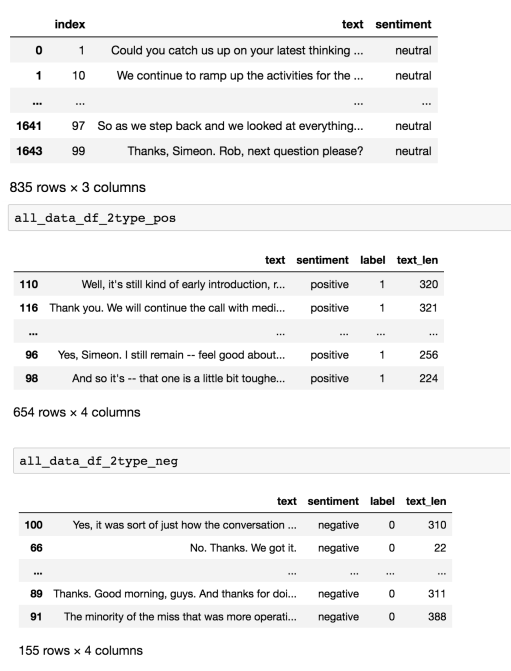 index text sentiment
0 1 Could you catch us up on your latest thinking ... neutral
1 10 We continue to ramp up the activities for the ... neutral
... ... ... ...
1641 97 So as we step back and we looked at everything... neutral
1643 99 Thanks, Simeon. Rob, next question please? neutral
835 rows × 3 columns
all_data_df_2type_pos
text sentiment label text_len
110 Well, it's still kind of early introduction, r... positive 1 320
116 Thank you. We will continue the call with medi... positive 1 321
... ... ... ... ...
96 Yes, Simeon. I still remain -- feel good about... positive 1 256
98 And so it's -- that one is a little bit toughe... positive 1 224
654 rows × 4 columns
all_data_df_2type_neg
text sentiment label text_len
100 Yes, it was sort of just how the conversation ... negative 0 310
66 No. Thanks. We got it. negative 0 22
... ... ... ... ...
89 Thanks. Good morning, guys. And thanks for doi... negative 0 311
91 The minority of the miss that was more operati... negative 0 388
155 rows × 4 columns